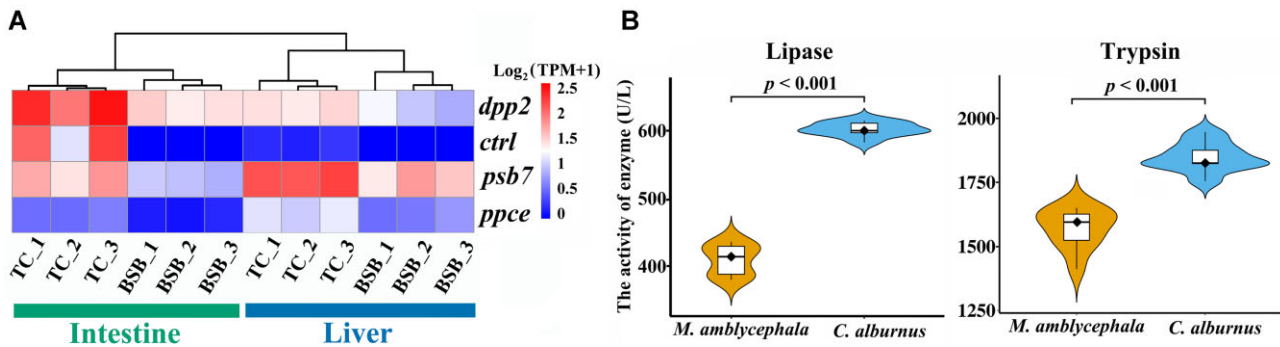 A
Log₂ (TPM+1)
2.5
2
1.5
1
0.5
0
dpp2
ctrl
psb7
ppce
TC_1
TC_2
TC_3
BSB_1
BSB_2
BSB_3
TC_1
TC_2
TC_3
BSB_1
BSB_2
BSB_3
Intestine
Liver
B
The activity of enzyme (U/L)
Lipase
p < 0.001
600
500
400
M. amblycephala
C. alburnus
Trypsin
p < 0.001
2000
1750
1500
1250
M. amblycephala
C. alburnus